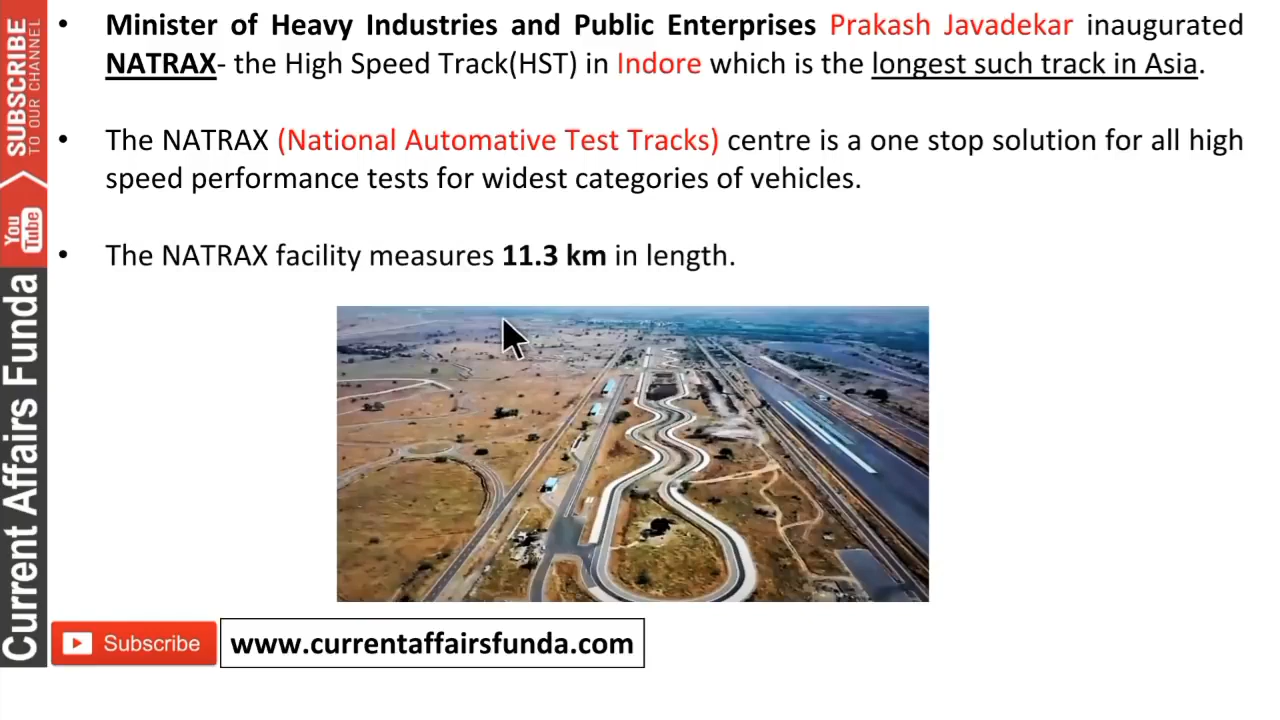 • Minister of Heavy Industries and Public Enterprises Prakash Javadekar inaugurated
NATRAX- the High Speed Track(HST) in Indore which is the longest such track in Asia.
• The NATRAX (National Automative Test Tracks) centre is a one stop solution for all high
speed performance tests for widest categories of vehicles.
• The NATRAX facility measures 11.3 km in length.
SUBSCRIBE
TO OUR CHANNEL
You
Tube
Current Affairs Funda
Subscribe
www.currentaffairsfunda.com